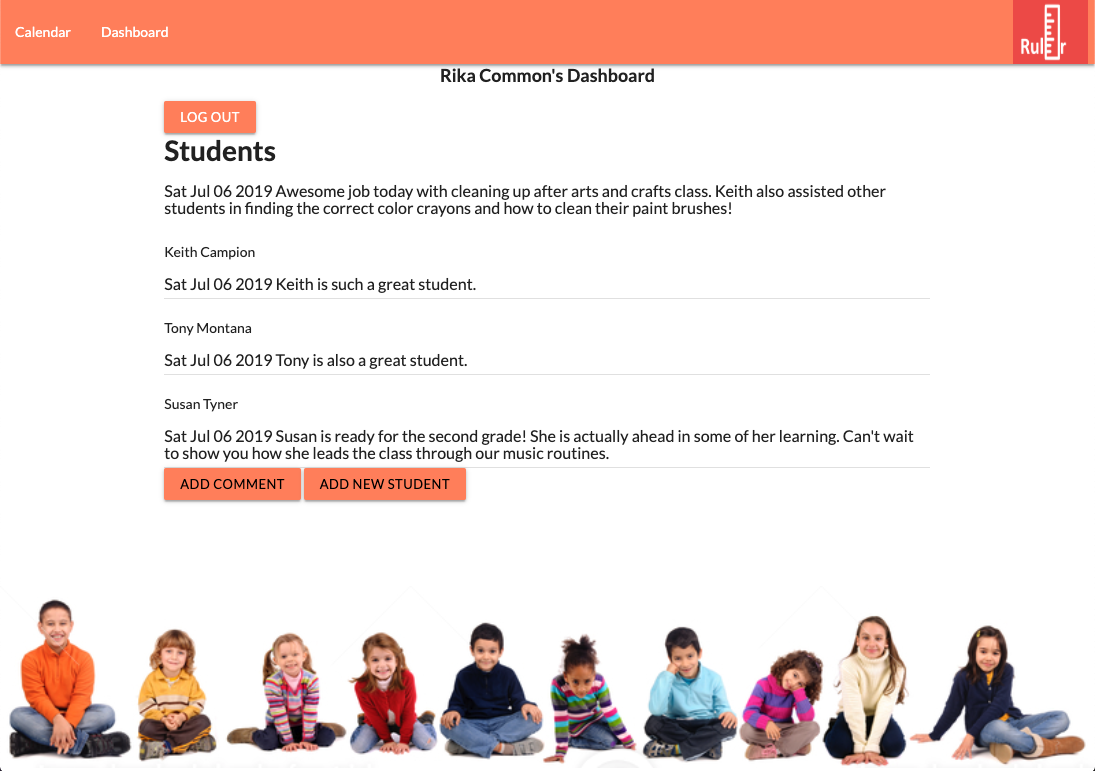 Calendar
Dashboard
RulEr
Rika Common's Dashboard
LOG OUT
Students
Sat Jul 06 2019 Awesome job today with cleaning up after arts and crafts class. Keith also assisted other
students in finding the correct color crayons and how to clean their paint brushes!
Keith Campion
Sat Jul 06 2019 Keith is such a great student.
Tony Montana
Sat Jul 06 2019 Tony is also a great student.
Susan Tyner
Sat Jul 06 2019 Susan is ready for the second grade! She is actually ahead in some of her learning. Can't wait
to show you how she leads the class through our music routines.
ADD COMMENT
ADD NEW STUDENT